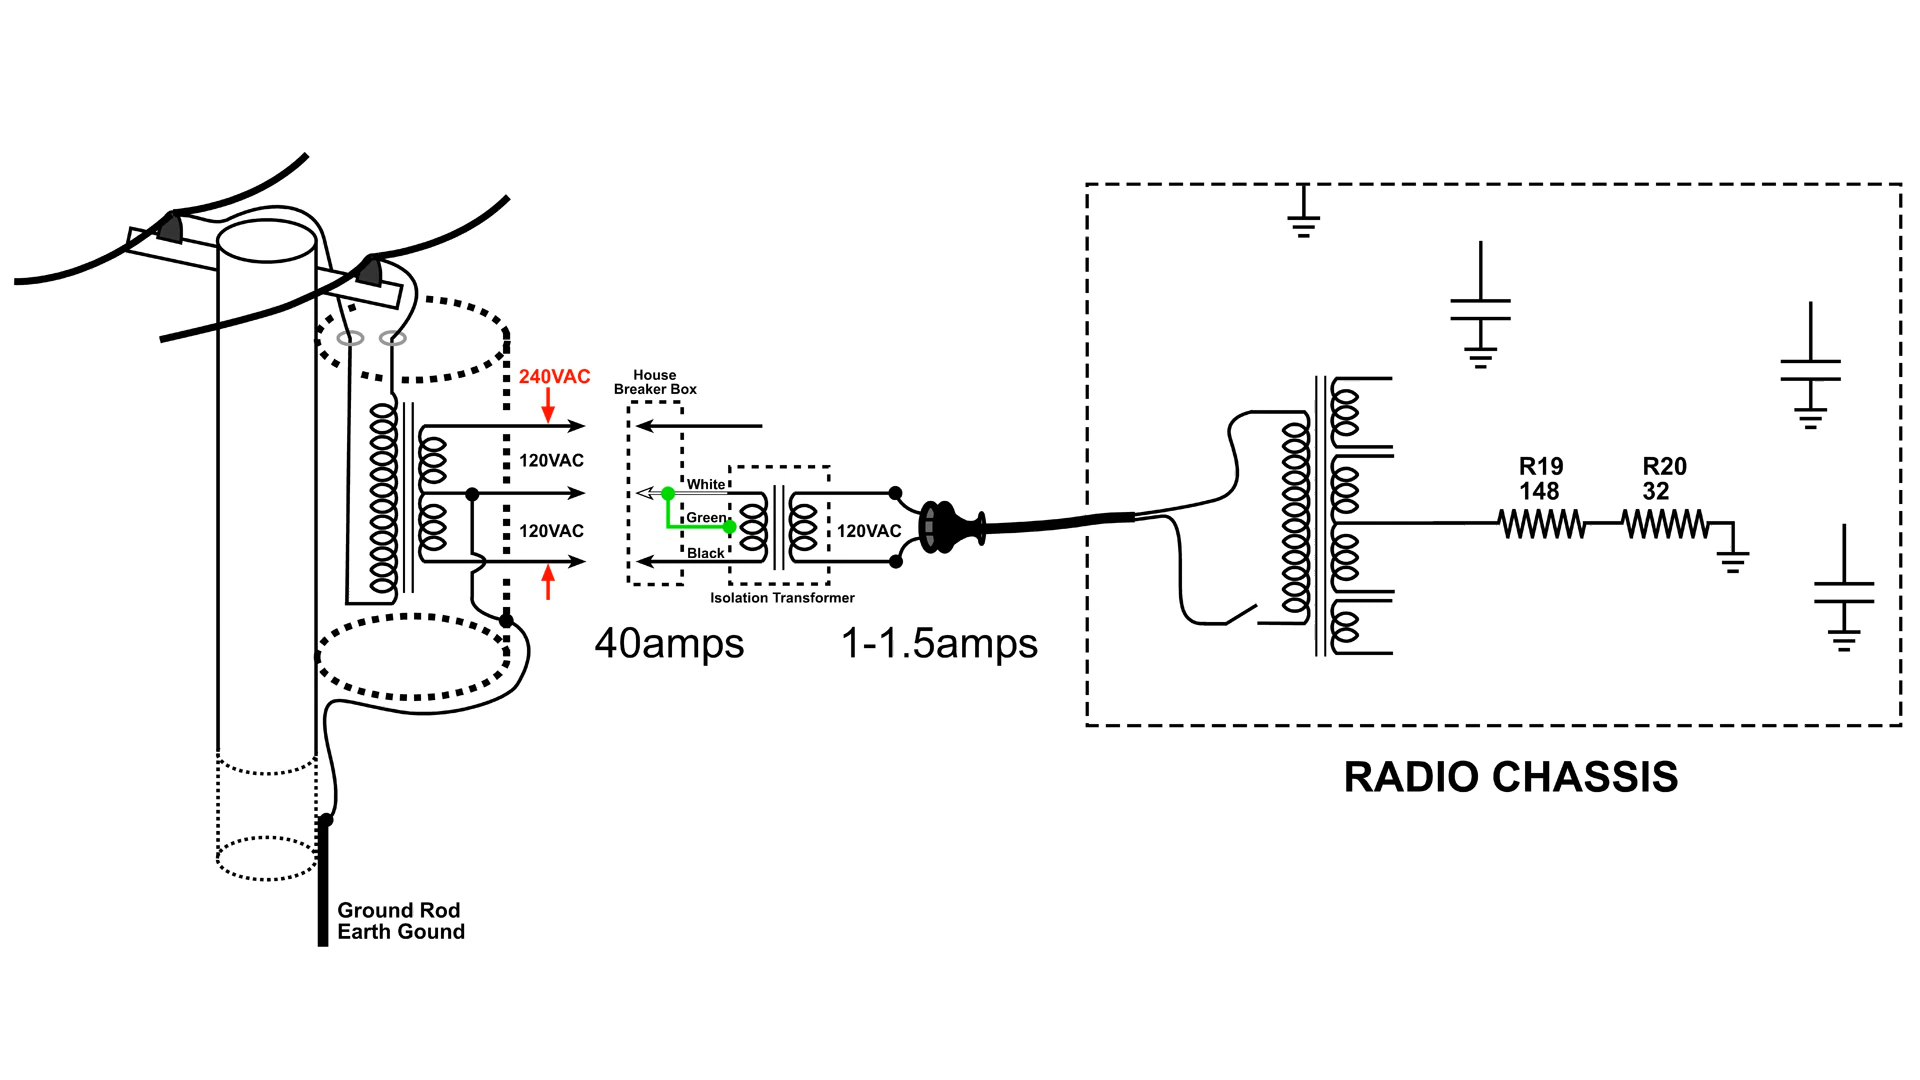 240VAC
120VAC
120VAC
House
Breaker Box
White
Green
Black
Isolation Transformer
120VAC
40amps
1-1.5amps
R19
148
R20
32
RADIO CHASSIS
Ground Rod
Earth Gound